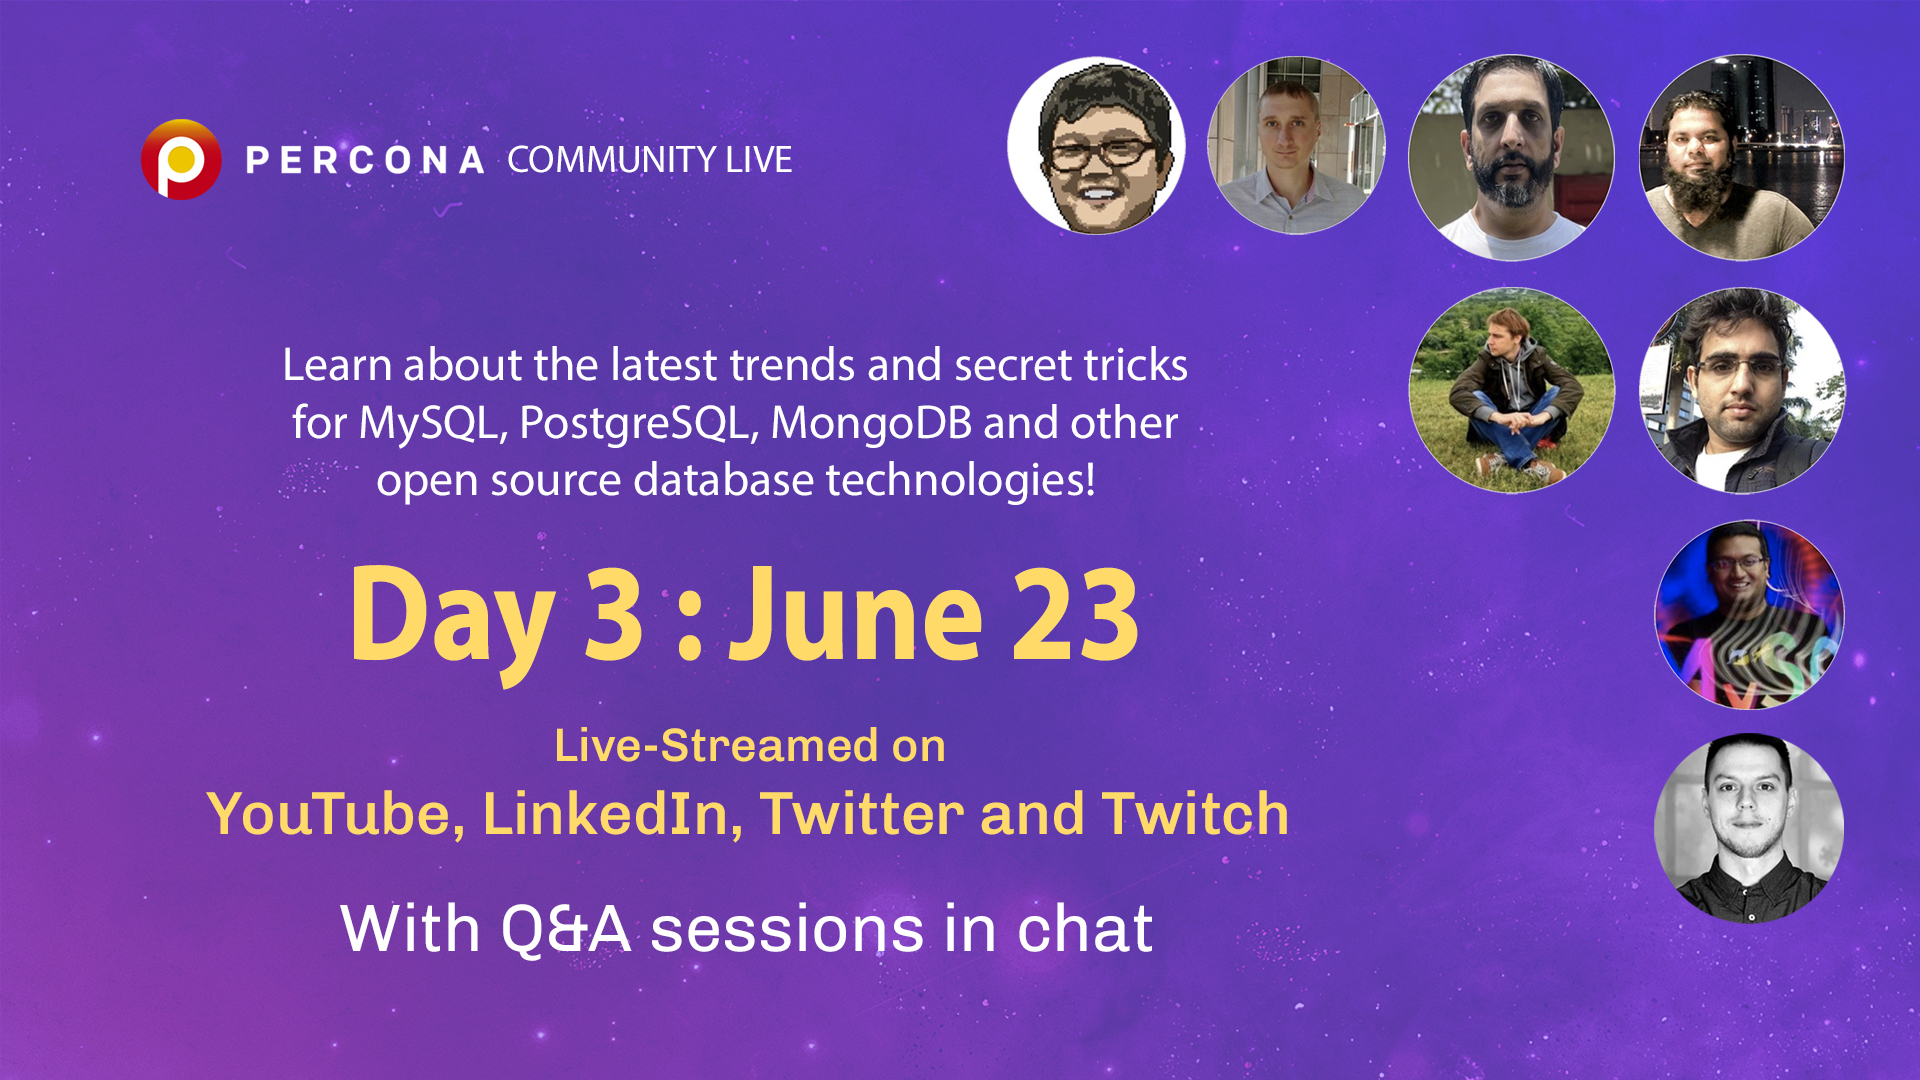 PERCONA COMMUNITY LIVE
Learn about the latest trends and secret tricks
for MySQL, PostgreSQL, MongoDB and other
open source database technologies!
Day 3 : June 23
Live-Streamed on
YouTube, LinkedIn, Twitter and Twitch
With Q&A sessions in chat